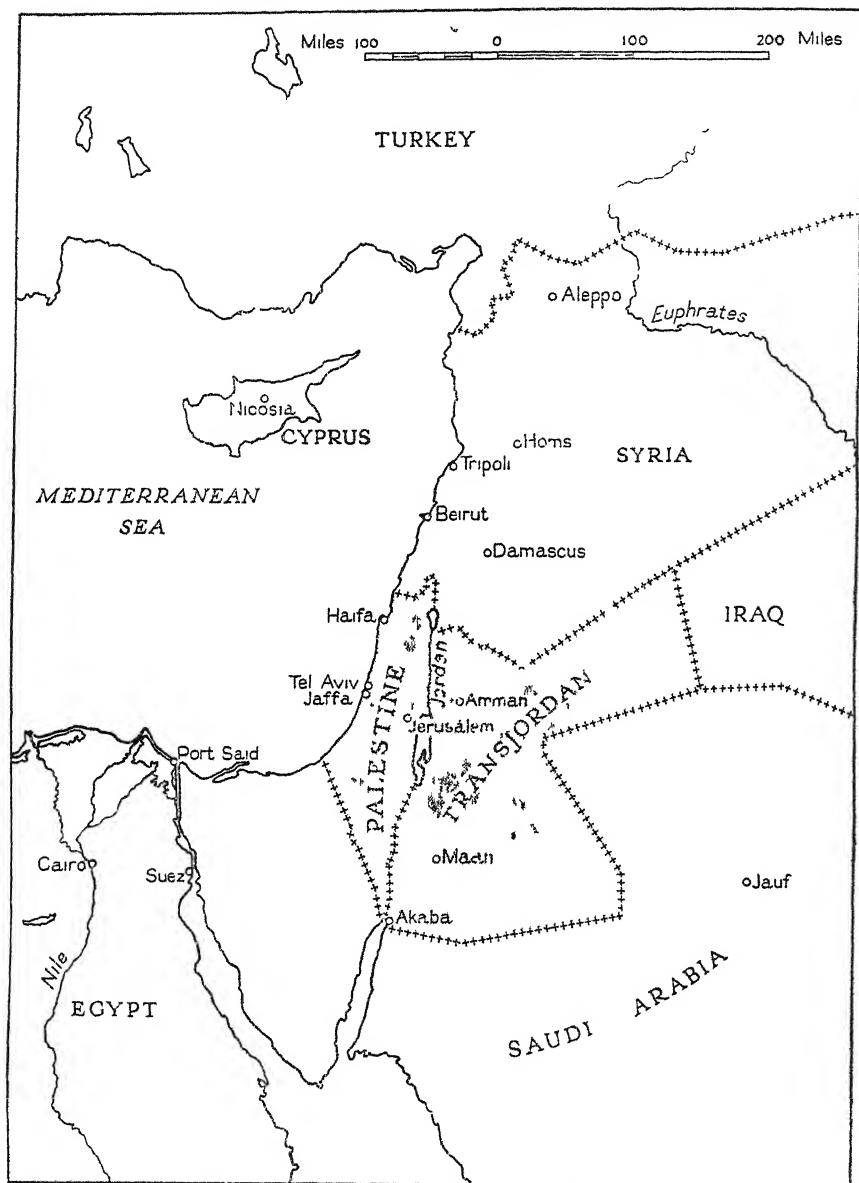 Miles 100 0 100 200 Miles
TURKEY
Aleppo
Euphrates
Nicosia
CYPRUS
Homs
SYRIA
Tripoli
MEDITERRANEAN
SEA
Beirut
Damascus
Haifa
IRAQ
Jordan
Tel Aviv
Jaffa
Amman
Jerusalem
PALESTINE
TRANSJORDAN
Port Said
Cairo
Suez
Maan
Jauf
Akaba
Nile
EGYPT
SAUDI ARABIA